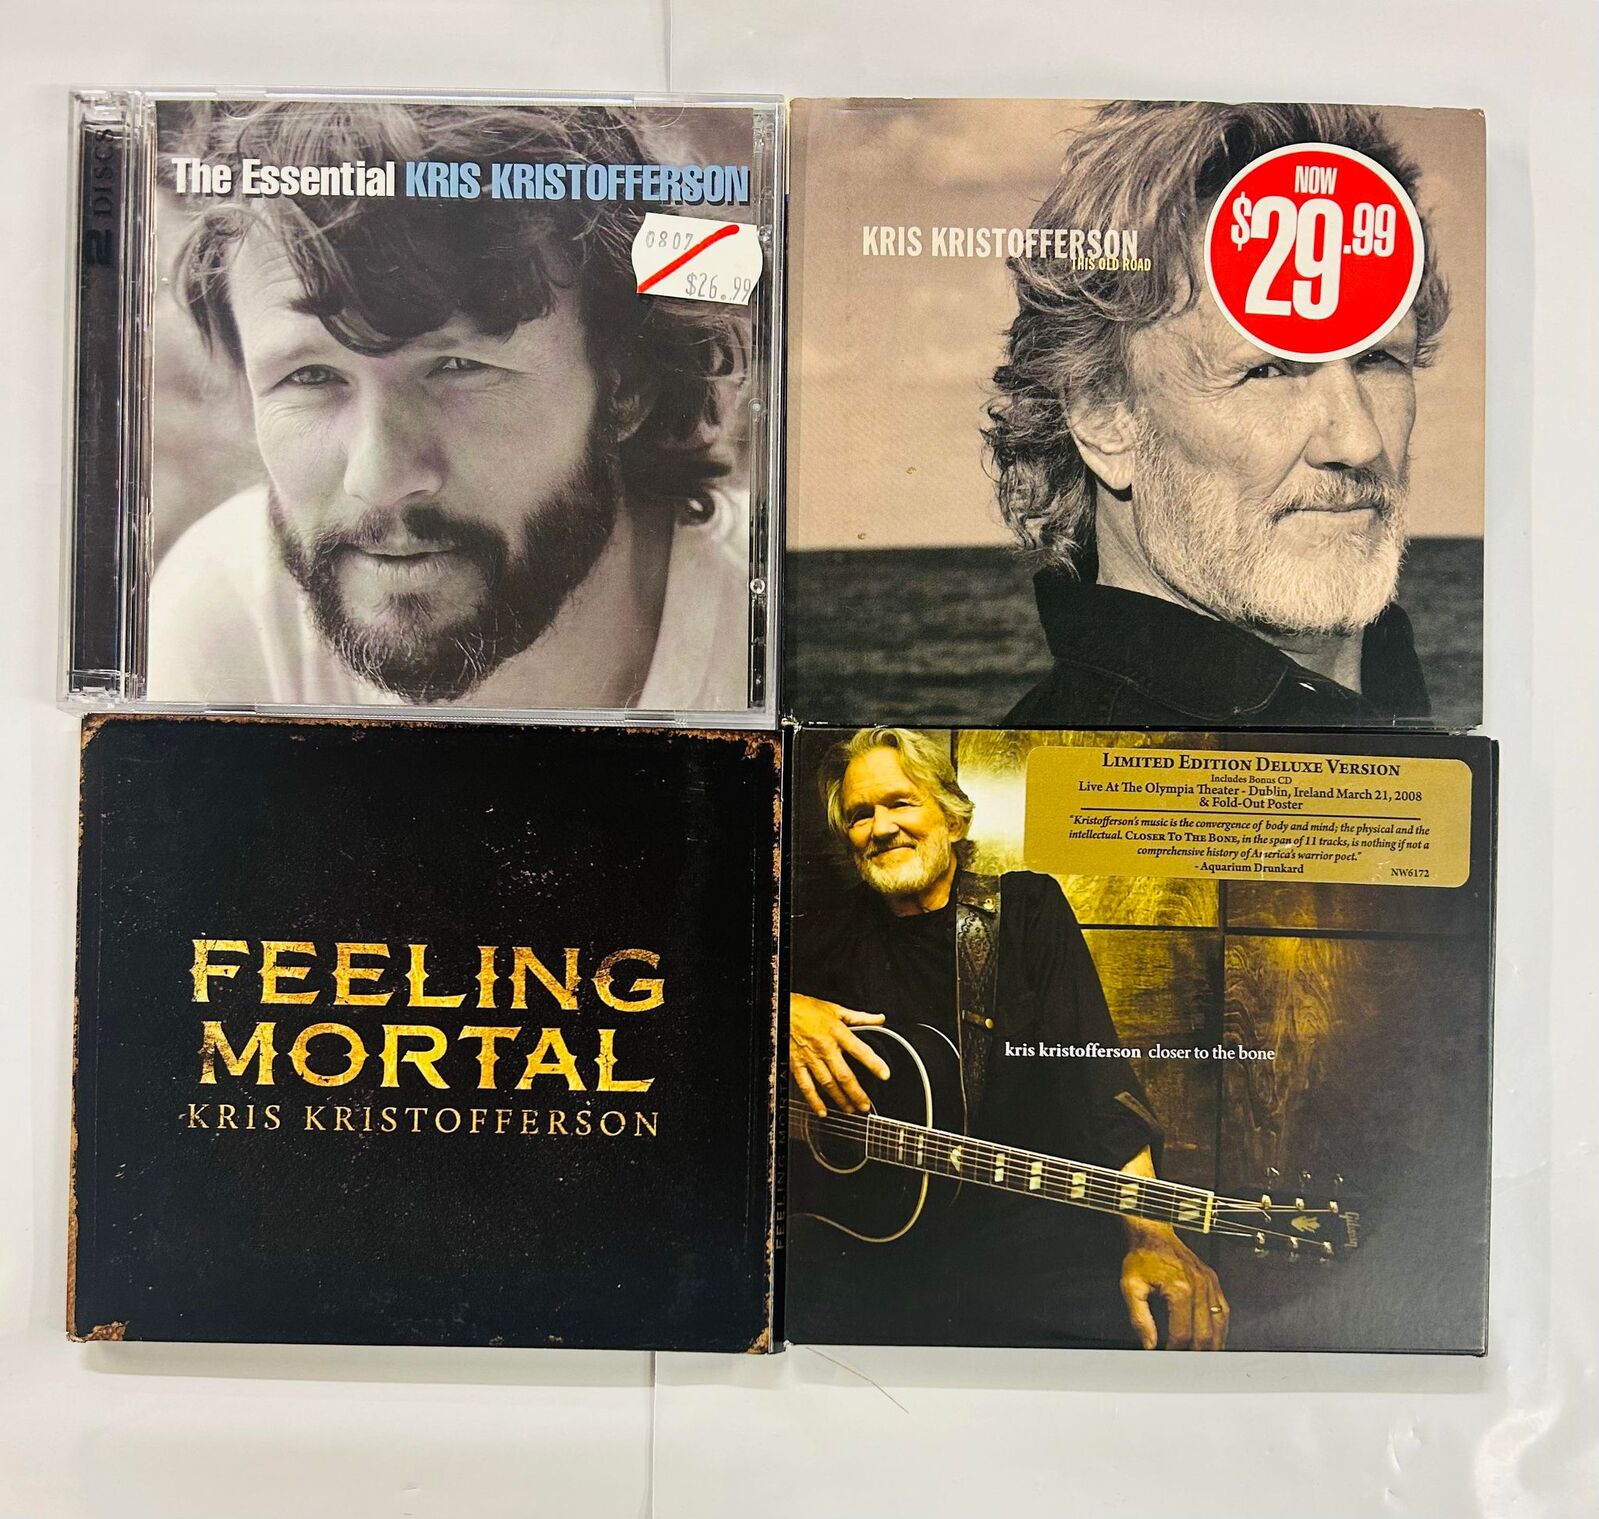 2 DISCS
The Essential KRIS KRISTOFFERSON
0807
$26.99
KRIS KRISTOFFERSON
THIS OLD ROAD
NOW
$29.99
FEELING
MORTAL
KRIS KRISTOFFERSON
FEELING MORTAL
LIMITED EDITION DELUXE VERSION
Includes Bonus CD
Live At The Olympia Theater - Dublin, Ireland March 21, 2008
& Fold-Out Poster
"Kristofferson's music is the convergence of body and mind; the physical and the
intellectual. CLOSER TO THE BONE, in the span of 11 tracks, is nothing if not a
comprehensive history of America's warrior poet."
- Aquarium Drunkard
NW6172
kris kristofferson closer to the bone
Gibson